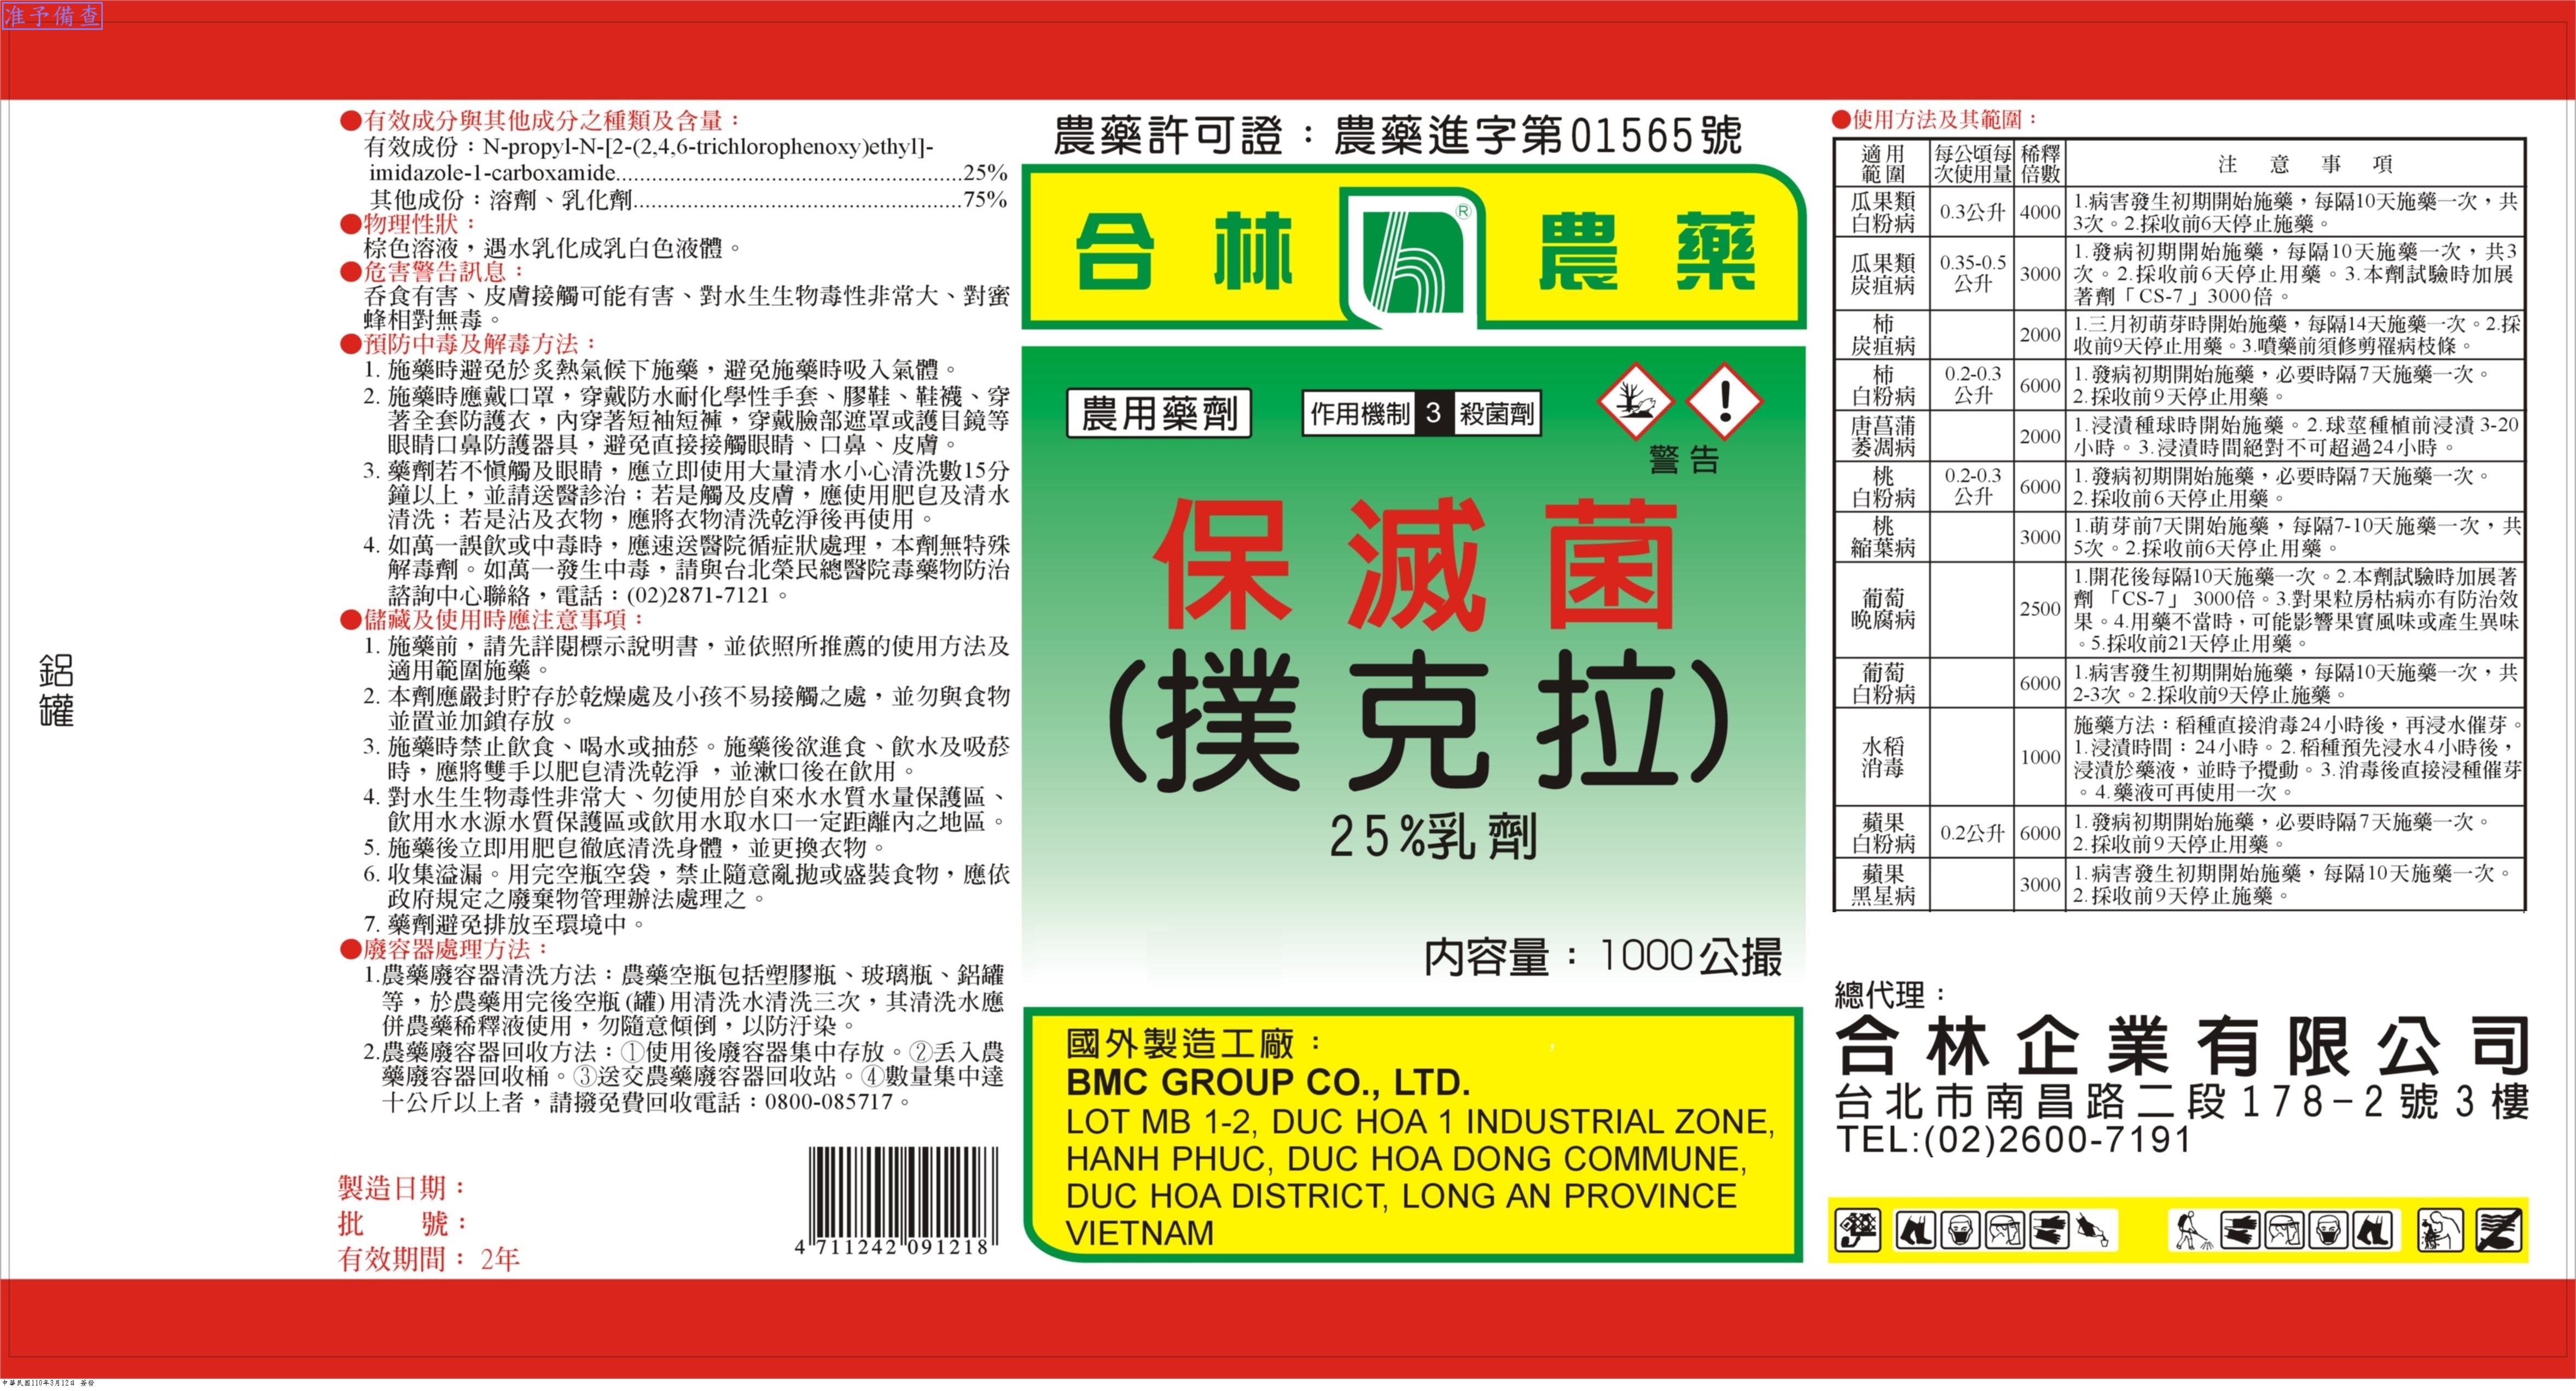 准予備查
鋁罐
●有效成分與其他成分之種類及含量：
有效成份：N-propyl-N-[2-(2,4,6-trichlorophenoxy)ethyl]-
imidazole-1-carboxamide......................................................25%
其他成份：溶劑、乳化劑.................................................75%
●物理性狀：
棕色溶液，遇水乳化成乳白色液體。
●危害警告訊息：
吞食有害、皮膚接觸可能有害、對水生生物毒性非常大、對蜜
蜂相對無毒。
●預防中毒及解毒方法：
1. 施藥時避免於炙熱氣候下施藥，避免施藥時吸入氣體。
2. 施藥時應戴口罩，穿戴防水耐化學性手套、膠鞋、鞋襪、穿
著全套防護衣，內穿著短袖短褲，穿戴臉部遮罩或護目鏡等
眼睛口鼻防護器具，避免直接接觸眼睛、口鼻、皮膚。
3. 藥劑若不慎觸及眼睛，應立即使用大量清水小心清洗數15分
鐘以上，並請送醫診治；若是觸及皮膚，應使用肥皂及清水
清洗；若是沾及衣物，應將衣物清洗乾淨後再使用。
4. 如萬一誤飲或中毒時，應速送醫院循症狀處理，本劑無特殊
解毒劑。如萬一發生中毒，請與台北榮民總醫院毒藥物防治
諮詢中心聯絡，電話：(02)2871-7121。
●儲藏及使用時應注意事項：
1. 施藥前，請先詳閱標示說明書，並依照所推薦的使用方法及
適用範圍施藥。
2. 本劑應嚴封貯存於乾燥處及小孩不易接觸之處，並勿與食物
並置並加鎖存放。
3. 施藥時禁止飲食、喝水或抽菸。施藥後欲進食、飲水及吸菸
時，應將雙手以肥皂清洗乾淨，並漱口後在飲用。
4. 對水生生物毒性非常大、勿使用於自來水水質水量保護區、
飲用水水源水質保護區或飲用水取水口一定距離內之地區。
5. 施藥後立即用肥皂徹底清洗身體，並更換衣物。
6. 收集溢漏。用完空瓶空袋，禁止隨意亂拋或盛裝食物，應依
政府規定之廢棄物管理辦法處理之。
7. 藥劑避免排放至環境中。
●廢容器處理方法：
1.農藥廢容器清洗方法：農藥空瓶包括塑膠瓶、玻璃瓶、鋁罐
等，於農藥用完後空瓶(罐)用清洗水清洗三次，其清洗水應
併農藥稀釋液使用，勿隨意傾倒，以防汙染。
2.農藥廢容器回收方法：①使用後廢容器集中存放。②丟入農
藥廢容器回收桶。③送交農藥廢容器回收站。④數量集中達
十公斤以上者，請撥免費回收電話：0800-085717。
製造日期：
批　　號：
有效期間：2年
4 711242 091218
農藥許可證：農藥進字第01565號
合林 ® 農藥
農用藥劑
作用機制 3 殺菌劑
警告
保滅菌
(撲克拉)
25%乳劑
內容量：1000公撮
國外製造工廠：
BMC GROUP CO., LTD.
LOT MB 1-2, DUC HOA 1 INDUSTRIAL ZONE,
HANH PHUC, DUC HOA DONG COMMUNE,
DUC HOA DISTRICT, LONG AN PROVINCE
VIETNAM
●使用方法及其範圍：
適用範圍 每公頃每次使用量 稀釋倍數 注意事項
瓜果類白粉病 0.3公升 4000 1.病害發生初期開始施藥，每隔10天施藥一次，共
3次。2.採收前6天停止施藥。
瓜果類炭疽病 0.35-0.5公升 3000 1.發病初期開始施藥，每隔10天施藥一次，共3
次。2.採收前6天停止用藥。3.本劑試驗時加展
著劑「CS-7」3000倍。
柿炭疽病 2000 1.三月初萌芽時開始施藥，每隔14天施藥一次。2.採
收前9天停止用藥。3.噴藥前須修剪罹病枝條。
柿白粉病 0.2-0.3公升 6000 1.發病初期開始施藥，必要時隔7天施藥一次。
2.採收前9天停止用藥。
唐菖蒲萎凋病 2000 1.浸漬種球時開始施藥。2.球莖種植前浸漬3-20
小時。3.浸漬時間絕對不可超過24小時。
桃白粉病 0.2-0.3公升 6000 1.發病初期開始施藥，必要時隔7天施藥一次。
2.採收前6天停止用藥。
桃縮葉病 3000 1.萌芽前7天開始施藥，每隔7-10天施藥一次，共
5次。2.採收前6天停止用藥。
葡萄晚腐病 2500 1.開花後每隔10天施藥一次。2.本劑試驗時加展著
劑「CS-7」3000倍。3.對果粒房枯病亦有防治效
果。4.用藥不當時，可能影響果實風味或產生異味
。5.採收前21天停止用藥。
葡萄白粉病 6000 1.病害發生初期開始施藥，每隔10天施藥一次，共
2-3次。2.採收前9天停止施藥。
水稻消毒 1000 施藥方法：稻種直接消毒24小時後，再浸水催芽。
1.浸漬時間：24小時。2.稻種預先浸水4小時後，
浸漬於藥液，並時予攪動。3.消毒後直接浸種催芽
。4.藥液可再使用一次。
蘋果白粉病 0.2公升 6000 1.發病初期開始施藥，必要時隔7天施藥一次。
2.採收前9天停止用藥。
蘋果黑星病 3000 1.病害發生初期開始施藥，每隔10天施藥一次。
2.採收前9天停止施藥。
總代理：
合林企業有限公司
台北市南昌路二段178-2號3樓
TEL:(02)2600-7191
中華民國110年3月12日 簽發